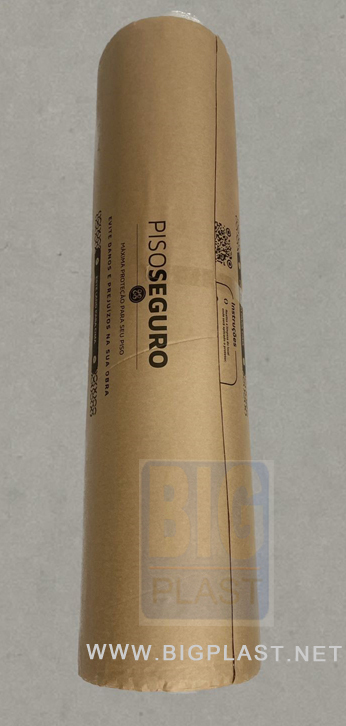 PISOSEGURO
MÁXIMA PROTEÇÃO PARA SEU PISO
EVITE DANOS E PREJUÍZOS NA SUA OBRA
Instruções
BIG
PLAST
WWW.BIGPLAST.NET